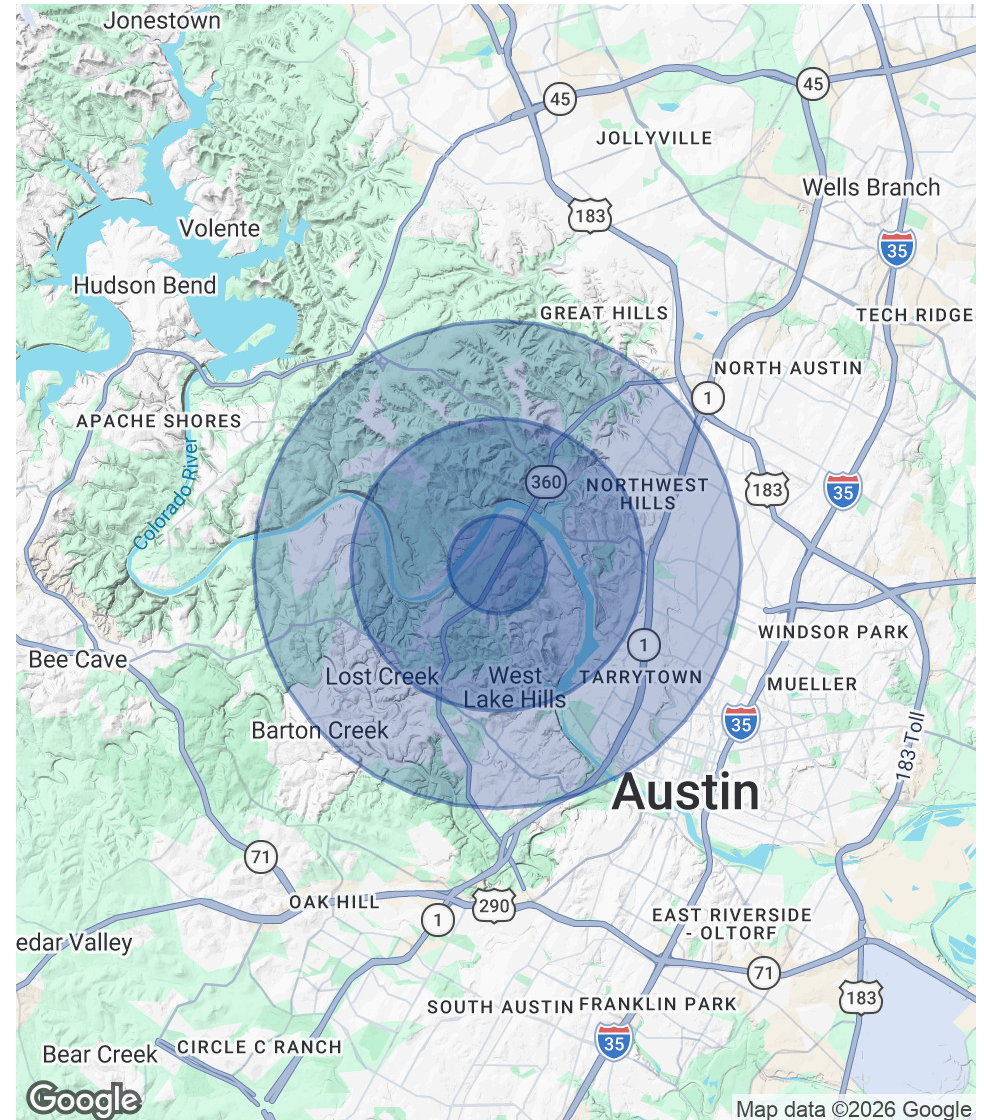 Jonestown
45
45
JOLLYVILLE
Wells Branch
183
Volente
35
Hudson Bend
GREAT HILLS
TECH RIDGE
NORTH AUSTIN
1
APACHE SHORES
Colorado River
360
NORTHWEST
HILLS
183
35
WINDSOR PARK
1
Bee Cave
Lost Creek
West
Lake Hills
TARRYTOWN
MUELLER
35
Barton Creek
183 Toll
Austin
71
OAK HILL
290
1
EAST RIVERSIDE
- OLTORF
edar Valley
71
183
SOUTH AUSTIN
FRANKLIN PARK
35
Bear Creek
CIRCLE C RANCH
Google
Map data ©2026 Google